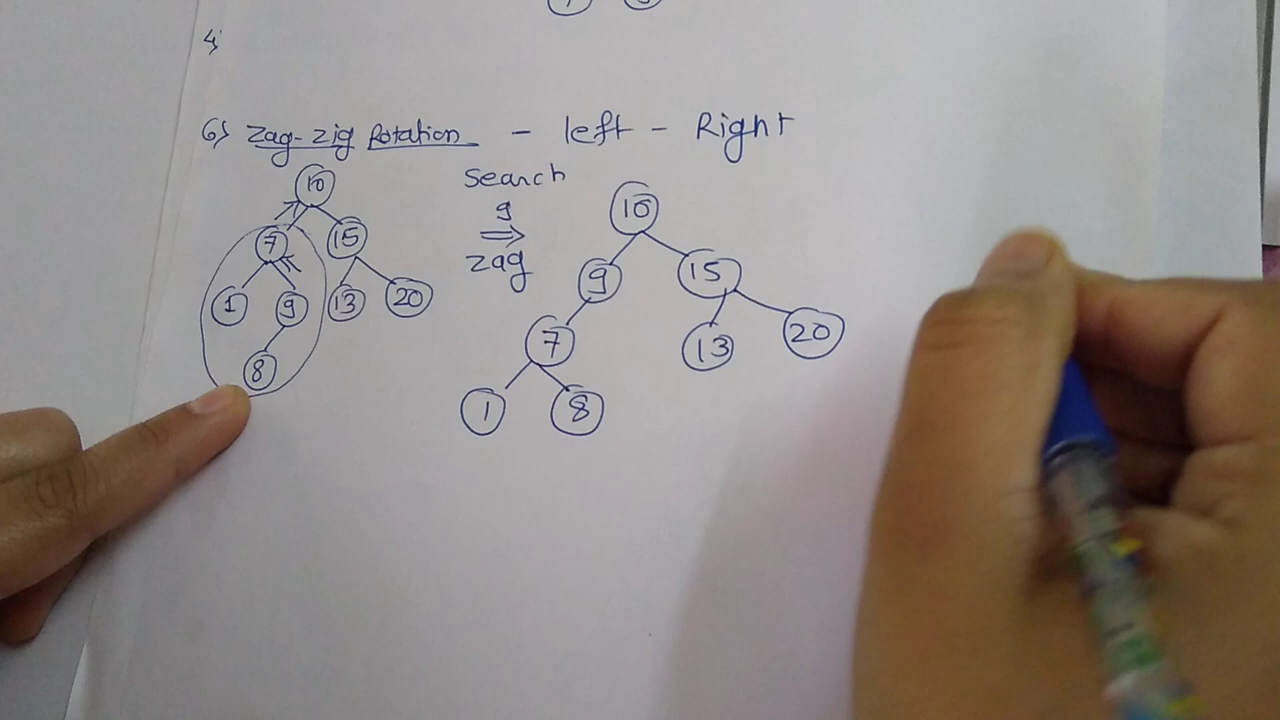 4)
6) Zag-zig Rotation - left - Right
Search
9
⇒
zag
10
7 15
1 9 13 20
8
10
9 15
7 13 20
1 8